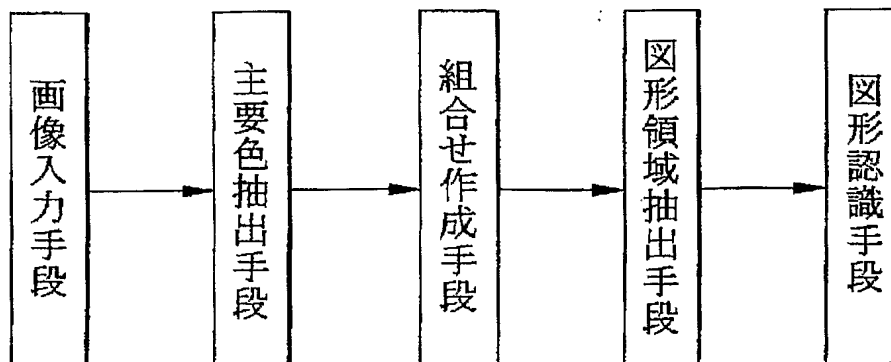 画像入力手段
主要色抽出手段
組合せ作成手段
図形領域抽出手段
図形認識手段